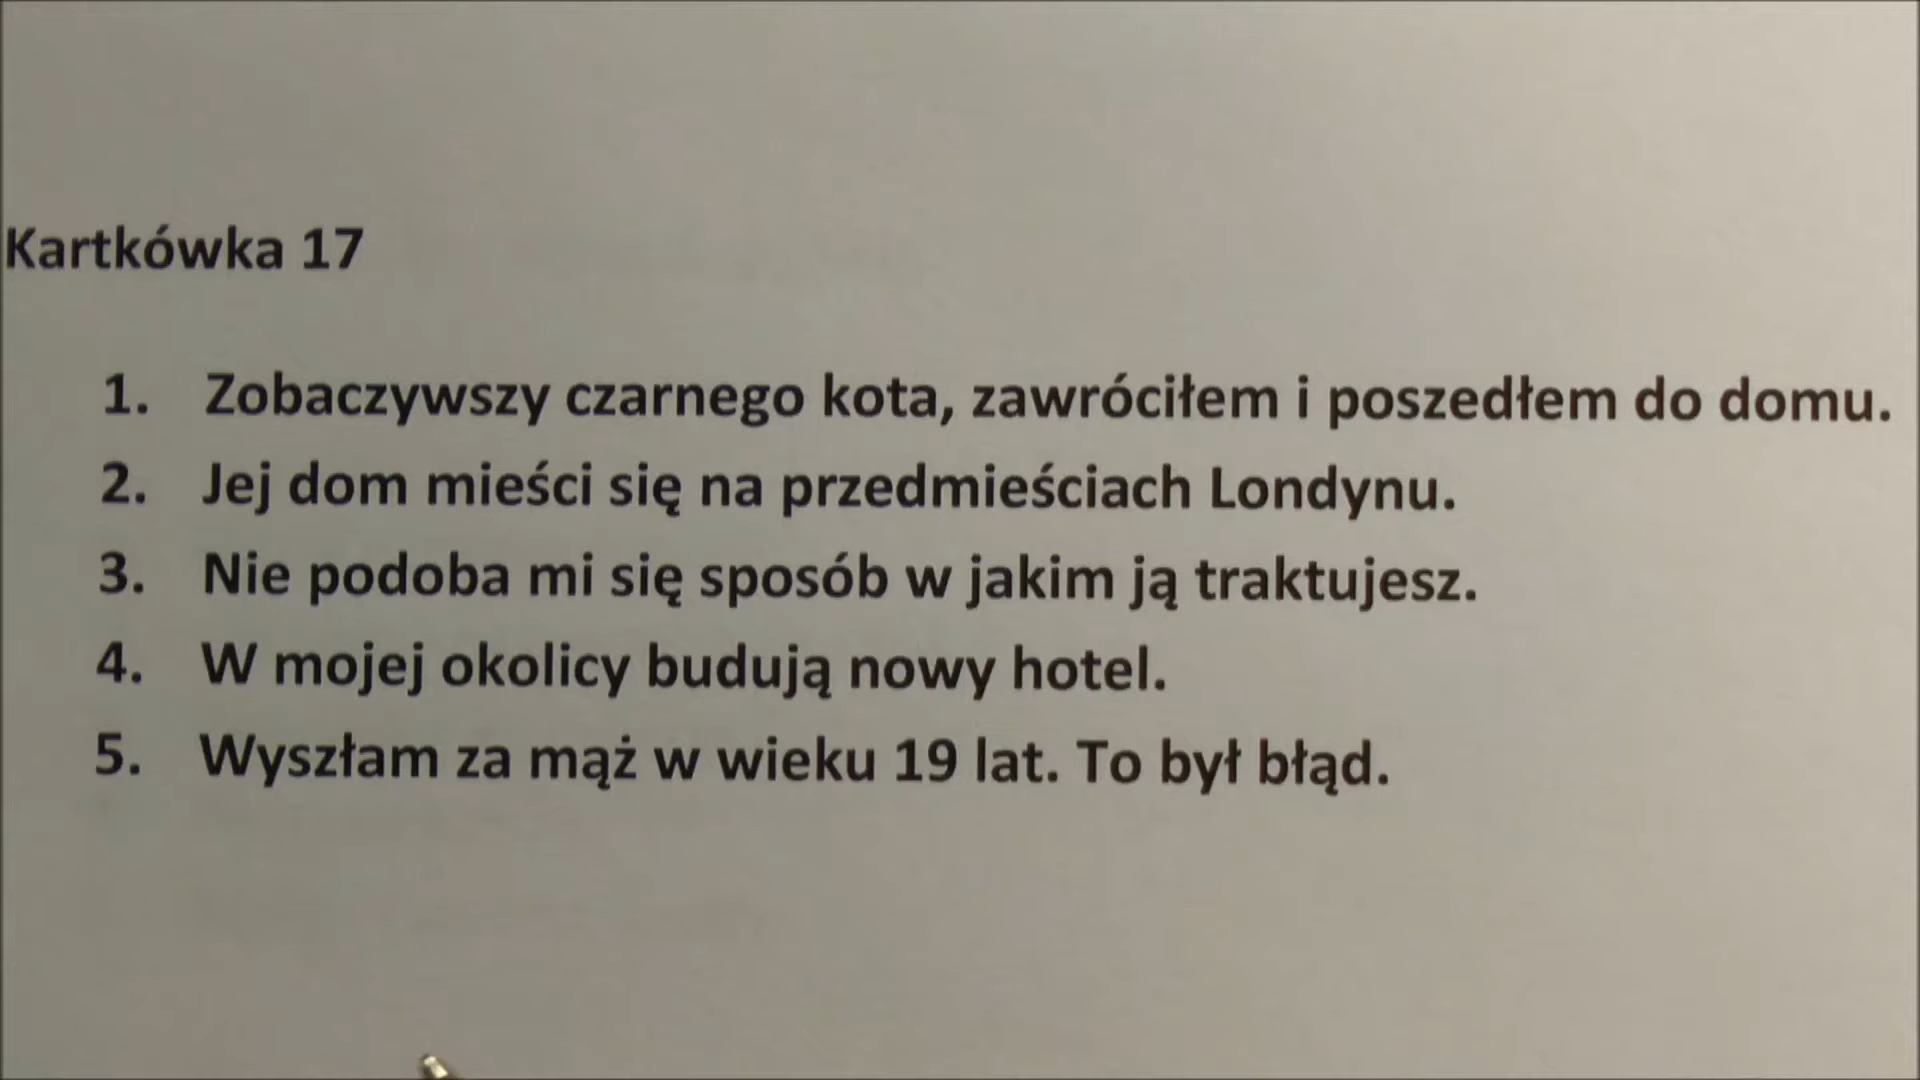 Kartkówka 17
1. Zobaczywszy czarnego kota, zawróciłem i poszedłem do domu.
2. Jej dom mieści się na przedmieściach Londynu.
3. Nie podoba mi się sposób w jakim ją traktujesz.
4. W mojej okolicy budują nowy hotel.
5. Wyszłam za mąż w wieku 19 lat. To był błąd.